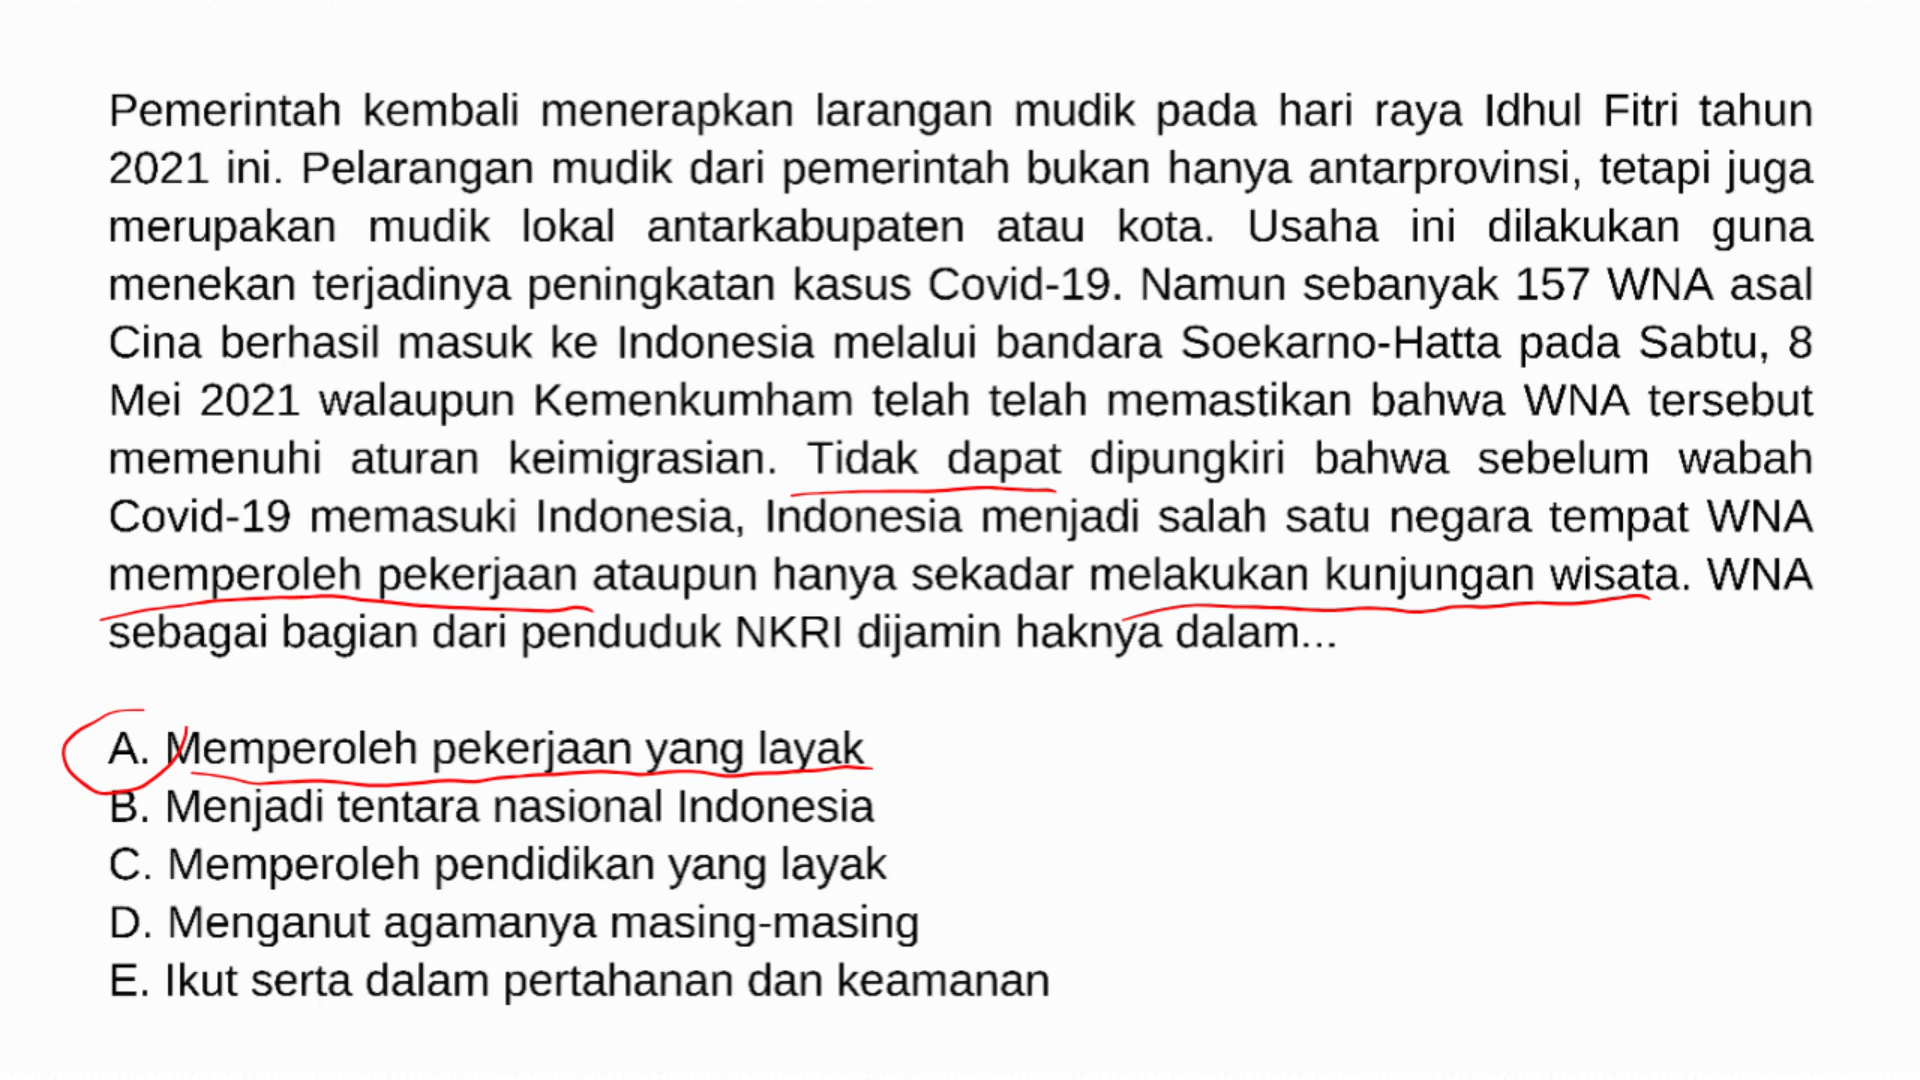 Pemerintah kembali menerapkan larangan mudik pada hari raya Idhul Fitri tahun
2021 ini. Pelarangan mudik dari pemerintah bukan hanya antarprovinsi, tetapi juga
merupakan mudik lokal antarkabupaten atau kota. Usaha ini dilakukan guna
menekan terjadinya peningkatan kasus Covid-19. Namun sebanyak 157 WNA asal
Cina berhasil masuk ke Indonesia melalui bandara Soekarno-Hatta pada Sabtu, 8
Mei 2021 walaupun Kemenkumham telah telah memastikan bahwa WNA tersebut
memenuhi aturan keimigrasian. Tidak dapat dipungkiri bahwa sebelum wabah
Covid-19 memasuki Indonesia, Indonesia menjadi salah satu negara tempat WNA
memperoleh pekerjaan ataupun hanya sekadar melakukan kunjungan wisata. WNA
sebagai bagian dari penduduk NKRI dijamin haknya dalam...
A. Memperoleh pekerjaan yang layak
B. Menjadi tentara nasional Indonesia
C. Memperoleh pendidikan yang layak
D. Menganut agamanya masing-masing
E. Ikut serta dalam pertahanan dan keamanan